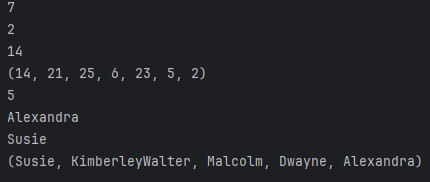 7
2
14
(14, 21, 25, 6, 23, 5, 2)
5
Alexandra
Susie
(Susie, KimberleyWalter, Malcolm, Dwayne, Alexandra)